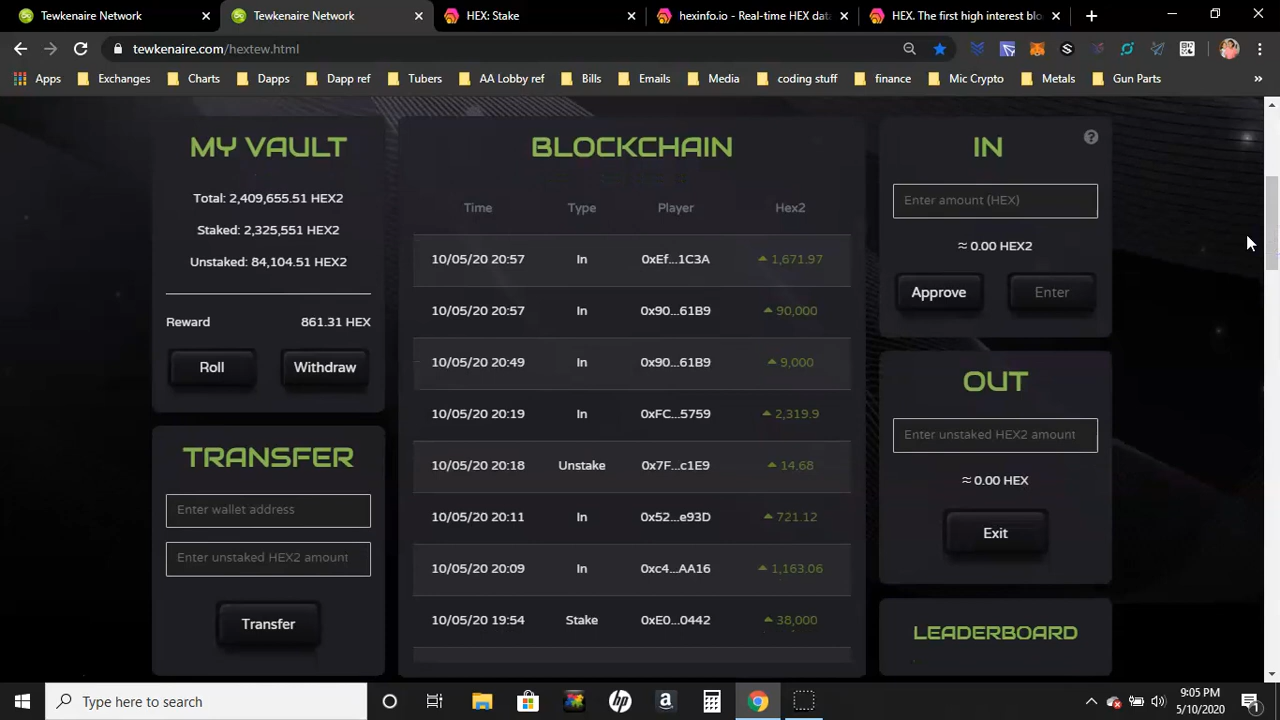 Tewkenaire Network
Tewkenaire Network
HEX: Stake
hexinfo.io - Real-time HEX data
HEX. The first high interest blo
tewkenaire.com/hextew.html
Apps
Exchanges
Charts
Dapps
Dapp ref
Tubers
AA Lobby ref
Bills
Emails
Media
coding stuff
finance
Mic Crypto
Metals
Gun Parts
MY VAULT
Total: 2,409,655.51 HEX2
Staked: 2,325,551 HEX2
Unstaked: 84,104.51 HEX2
Reward 861.31 HEX
Roll
Withdraw
TRANSFER
Enter wallet address
Enter unstaked HEX2 amount
Transfer
BLOCKCHAIN
Time Type Player Hex2
10/05/20 20:57 In 0xEf...1C3A 1,671.97
10/05/20 20:57 In 0x90...61B9 90,000
10/05/20 20:49 In 0x90...61B9 9,000
10/05/20 20:19 In 0xFC...5759 2,319.9
10/05/20 20:18 Unstake 0x7F...c1E9 14.68
10/05/20 20:11 In 0x52...e93D 721.12
10/05/20 20:09 In 0xc4...AA16 1,163.06
10/05/20 19:54 Stake 0xE0...0442 38,000
IN
?
Enter amount (HEX)
≈ 0.00 HEX2
Approve
Enter
OUT
Enter unstaked HEX2 amount
≈ 0.00 HEX
Exit
LEADERBOARD
Type here to search
9:05 PM
5/10/2020